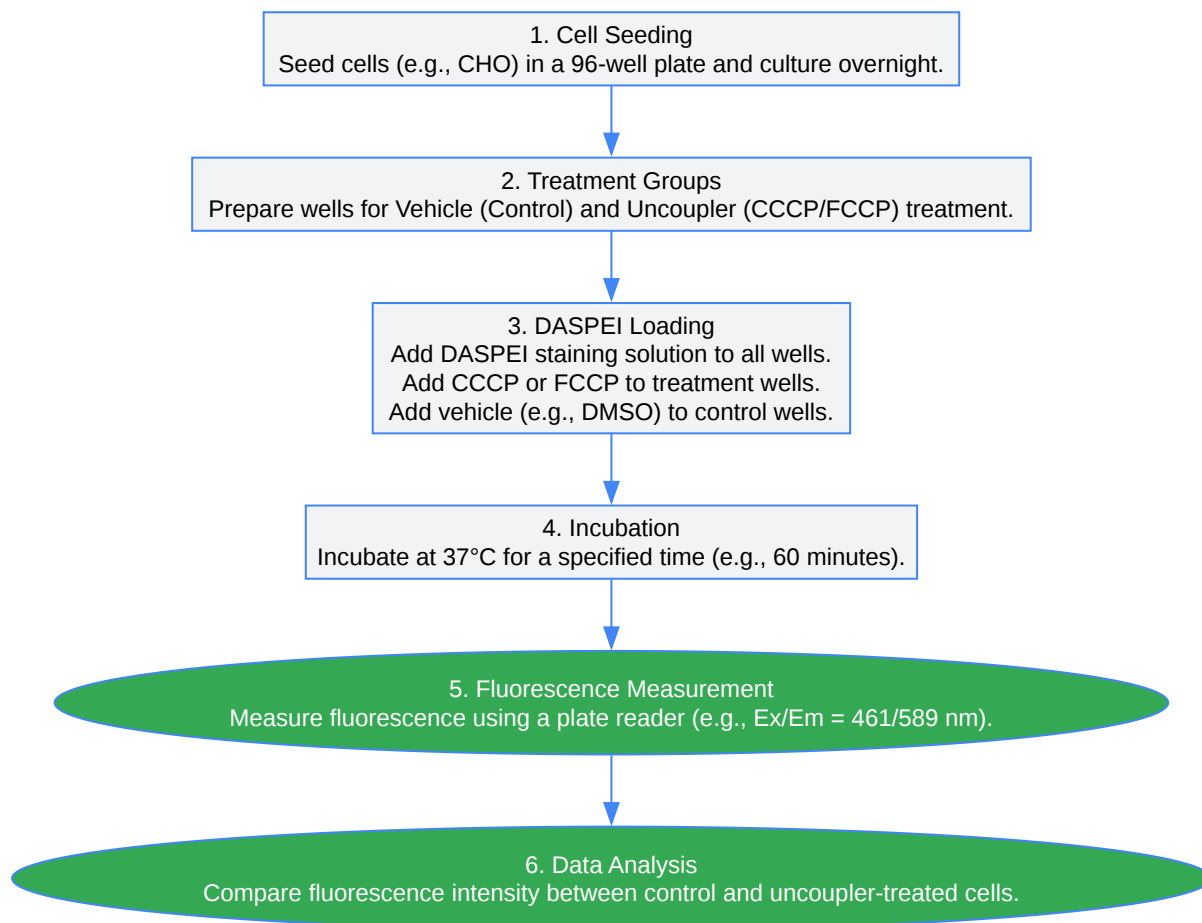 1. Cell Seeding
Seed cells (e.g., CHO) in a 96-well plate and culture overnight.
2. Treatment Groups
Prepare wells for Vehicle (Control) and Uncoupler (CCCP/FCCP) treatment.
3. DASPEI Loading
Add DASPEI staining solution to all wells.
Add CCCP or FCCP to treatment wells.
Add vehicle (e.g., DMSO) to control wells.
4. Incubation
Incubate at 37°C for a specified time (e.g., 60 minutes).
5. Fluorescence Measurement
Measure fluorescence using a plate reader (e.g., Ex/Em = 461/589 nm).
6. Data Analysis
Compare fluorescence intensity between control and uncoupler-treated cells.